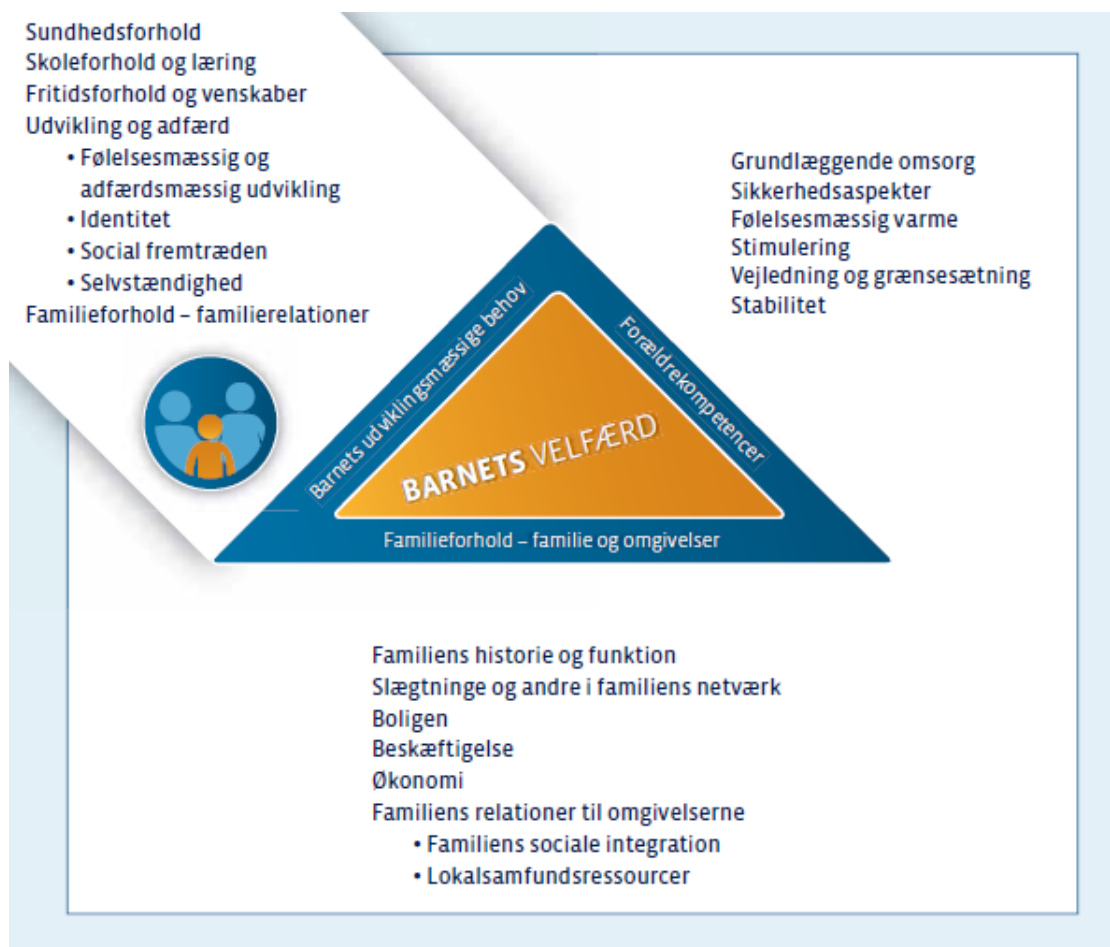 Sundhedsforhold
Skoleforhold og læring
Fritidsforhold og venskaber
Udvikling og adfærd
• Følelsesmæssig og
adfærdsmæssig udvikling
• Identitet
• Social fremtræden
• Selvstændighed
Familieforhold – familierelationer
Grundlæggende omsorg
Sikkerhedsaspekter
Følelsesmæssig varme
Stimulering
Vejledning og grænsesætning
Stabilitet
Barnets udviklingsmæssige behov
Forældrekompetencer
BARNETS VELFÆRD
Familieforhold – familie og omgivelser
Familiens historie og funktion
Slægtninge og andre i familiens netværk
Boligen
Beskæftigelse
Økonomi
Familiens relationer til omgivelserne
• Familiens sociale integration
• Lokalsamfundsressourcer